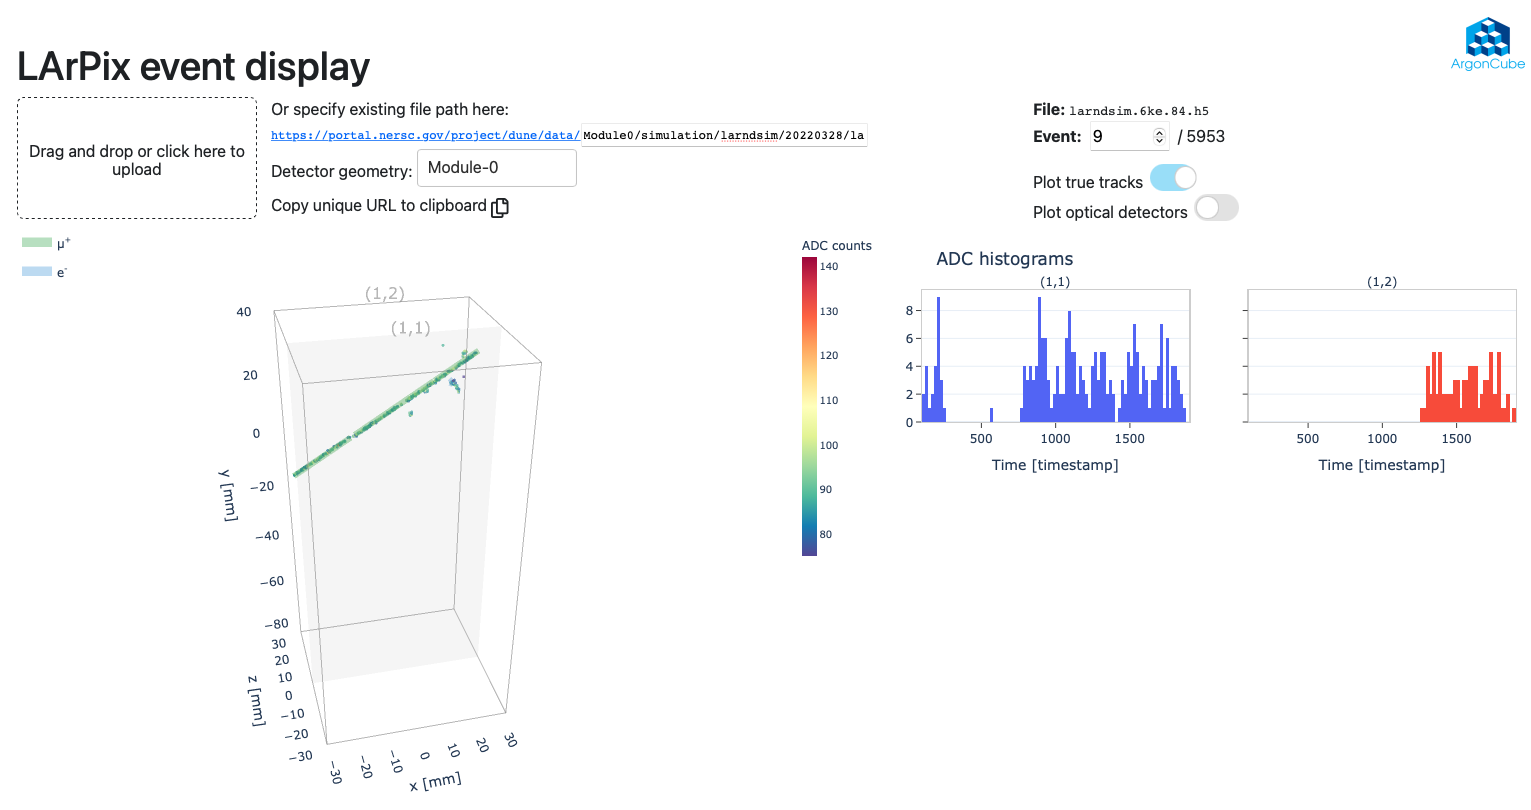 ArgonCube
LArPix event display
Drag and drop or click here to
upload
Or specify existing file path here:
https://portal.nersc.gov/project/dune/data/ Module0/simulation/larndsim/20220328/la
Detector geometry: Module-0
Copy unique URL to clipboard
File: larndsim.6ke.84.h5
Event: 9 / 5953
Plot true tracks
Plot optical detectors
μ+
e-
(1,2)
(1,1)
40
20
0
−20
−40
−60
−80
y [mm]
30
20
10
0
−10
−20
−30
z [mm]
−30
−20
−10
0
10
20
30
x [mm]
ADC counts
140
130
120
110
100
90
80
ADC histograms
(1,1)
8
6
4
2
0
500 1000 1500
Time [timestamp]
(1,2)
500 1000 1500
Time [timestamp]